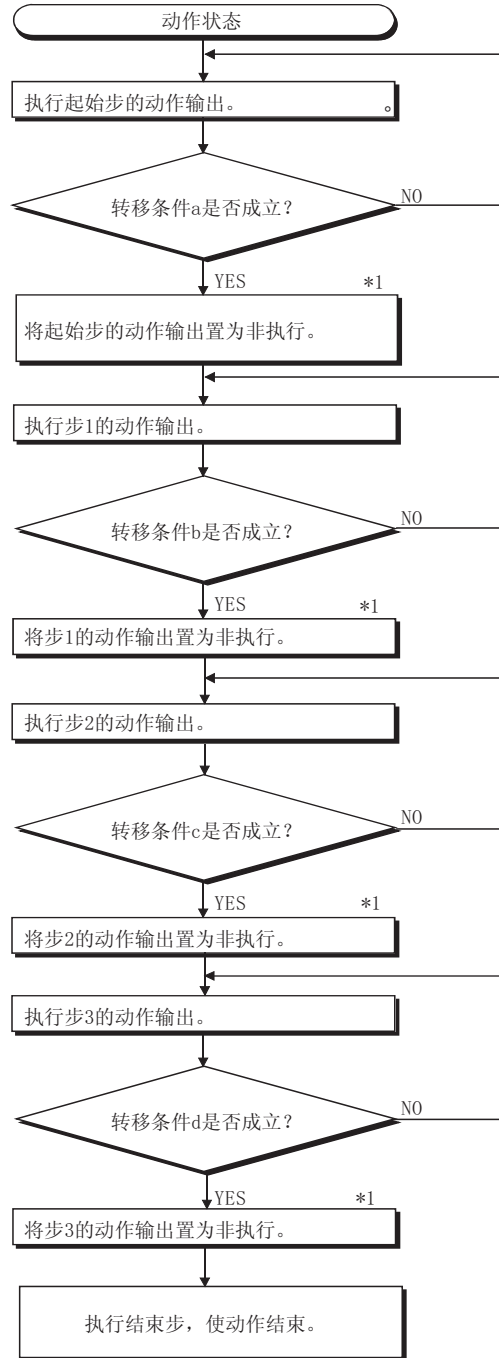 动作状态
执行起始步的动作输出。 。
转移条件a是否成立？
NO
YES *1
将起始步的动作输出置为非执行。
执行步1的动作输出。
转移条件b是否成立？
NO
YES *1
将步1的动作输出置为非执行。
执行步2的动作输出。
转移条件c是否成立？
NO
YES *1
将步2的动作输出置为非执行。
执行步3的动作输出。
转移条件d是否成立？
NO
YES *1
将步3的动作输出置为非执行。
执行结束步，使动作结束。